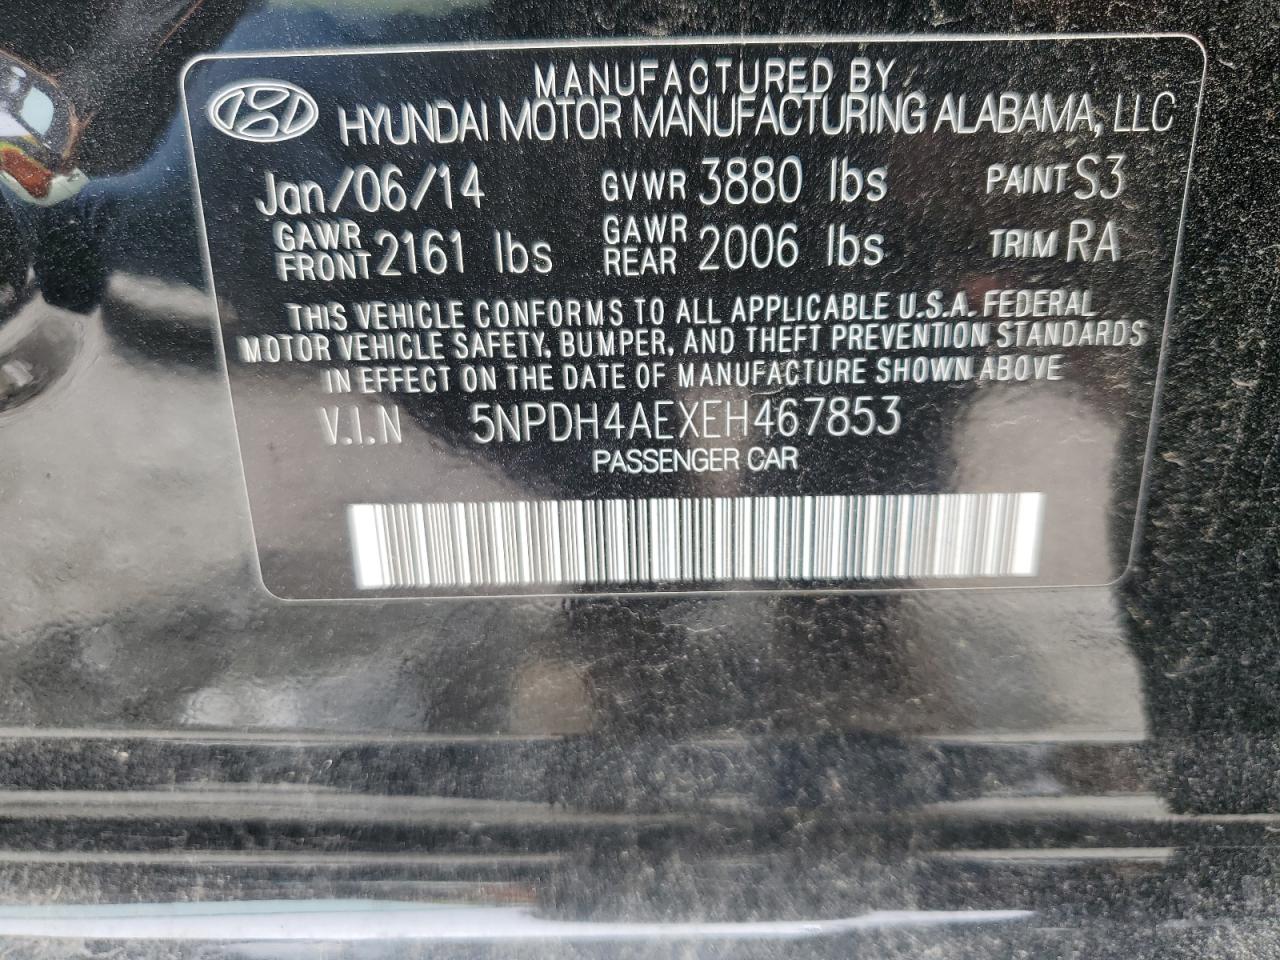 MANUFACTURED BY
HYUNDAI MOTOR MANUFACTURING ALABAMA, LLC
Jan/06/14 GVWR 3880 lbs PAINT S3
GAWR FRONT 2161 lbs GAWR REAR 2006 lbs TRIM RA
THIS VEHICLE CONFORMS TO ALL APPLICABLE U.S.A. FEDERAL
MOTOR VEHICLE SAFETY, BUMPER, AND THEFT PREVENTION STANDARDS
IN EFFECT ON THE DATE OF MANUFACTURE SHOWN ABOVE
V.I.N 5NPDH4AEXEH467853
PASSENGER CAR